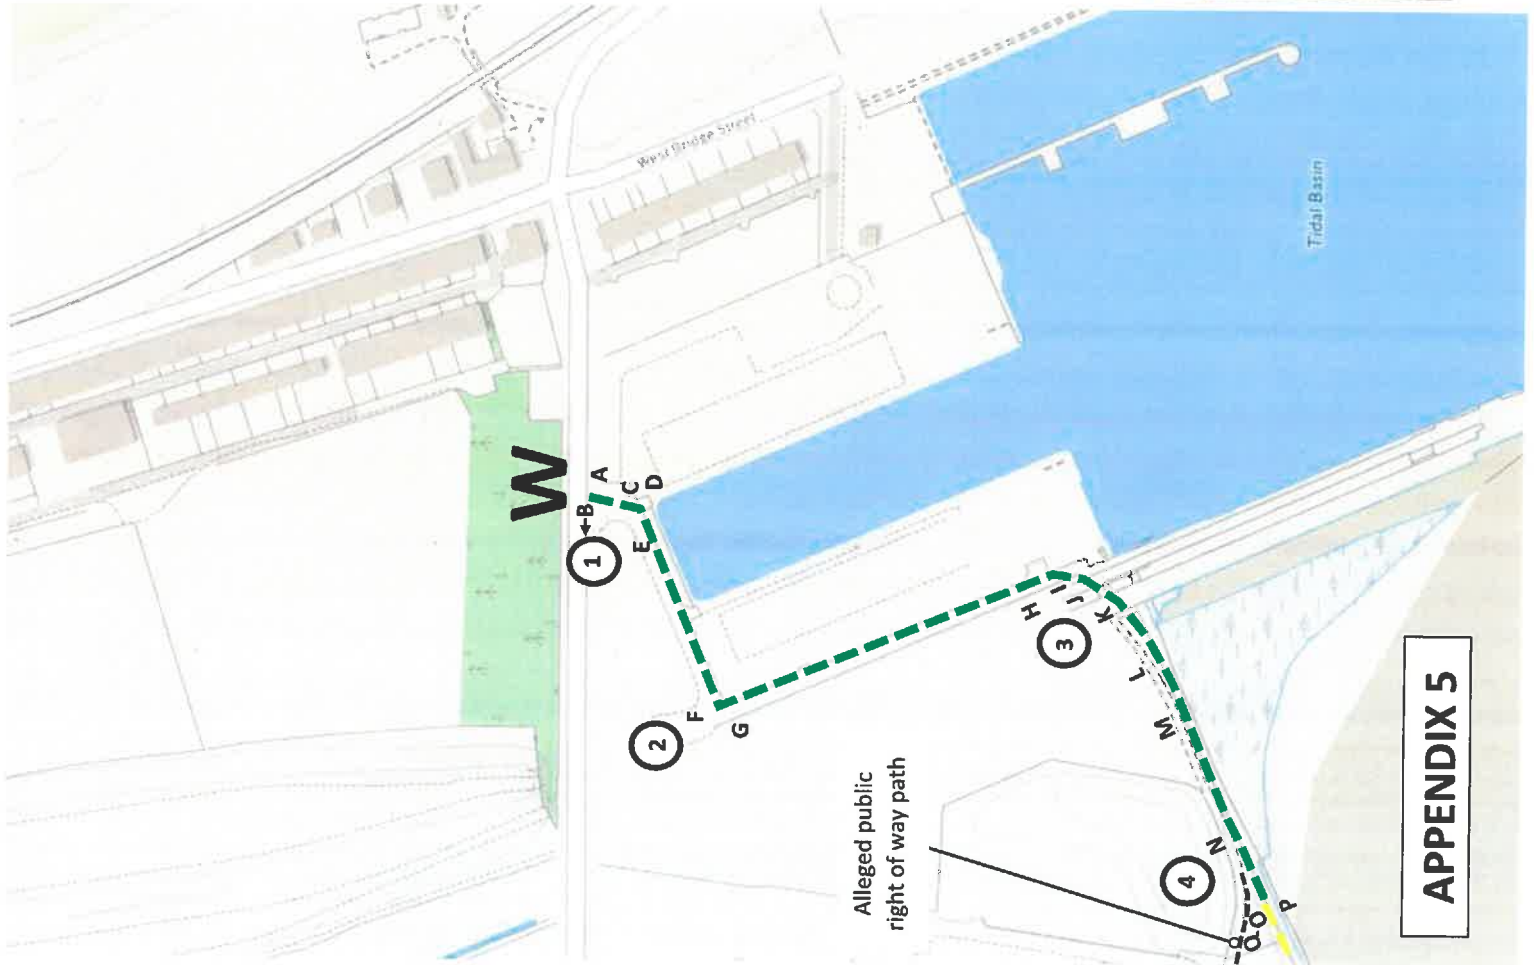 West Bridge Street
Tidal Basin
W
A
B
C
D
1
E
F
2
G
H
I
J
3
K
L
M
Alleged public
right of way path
N
4
O
Q
P
APPENDIX 5